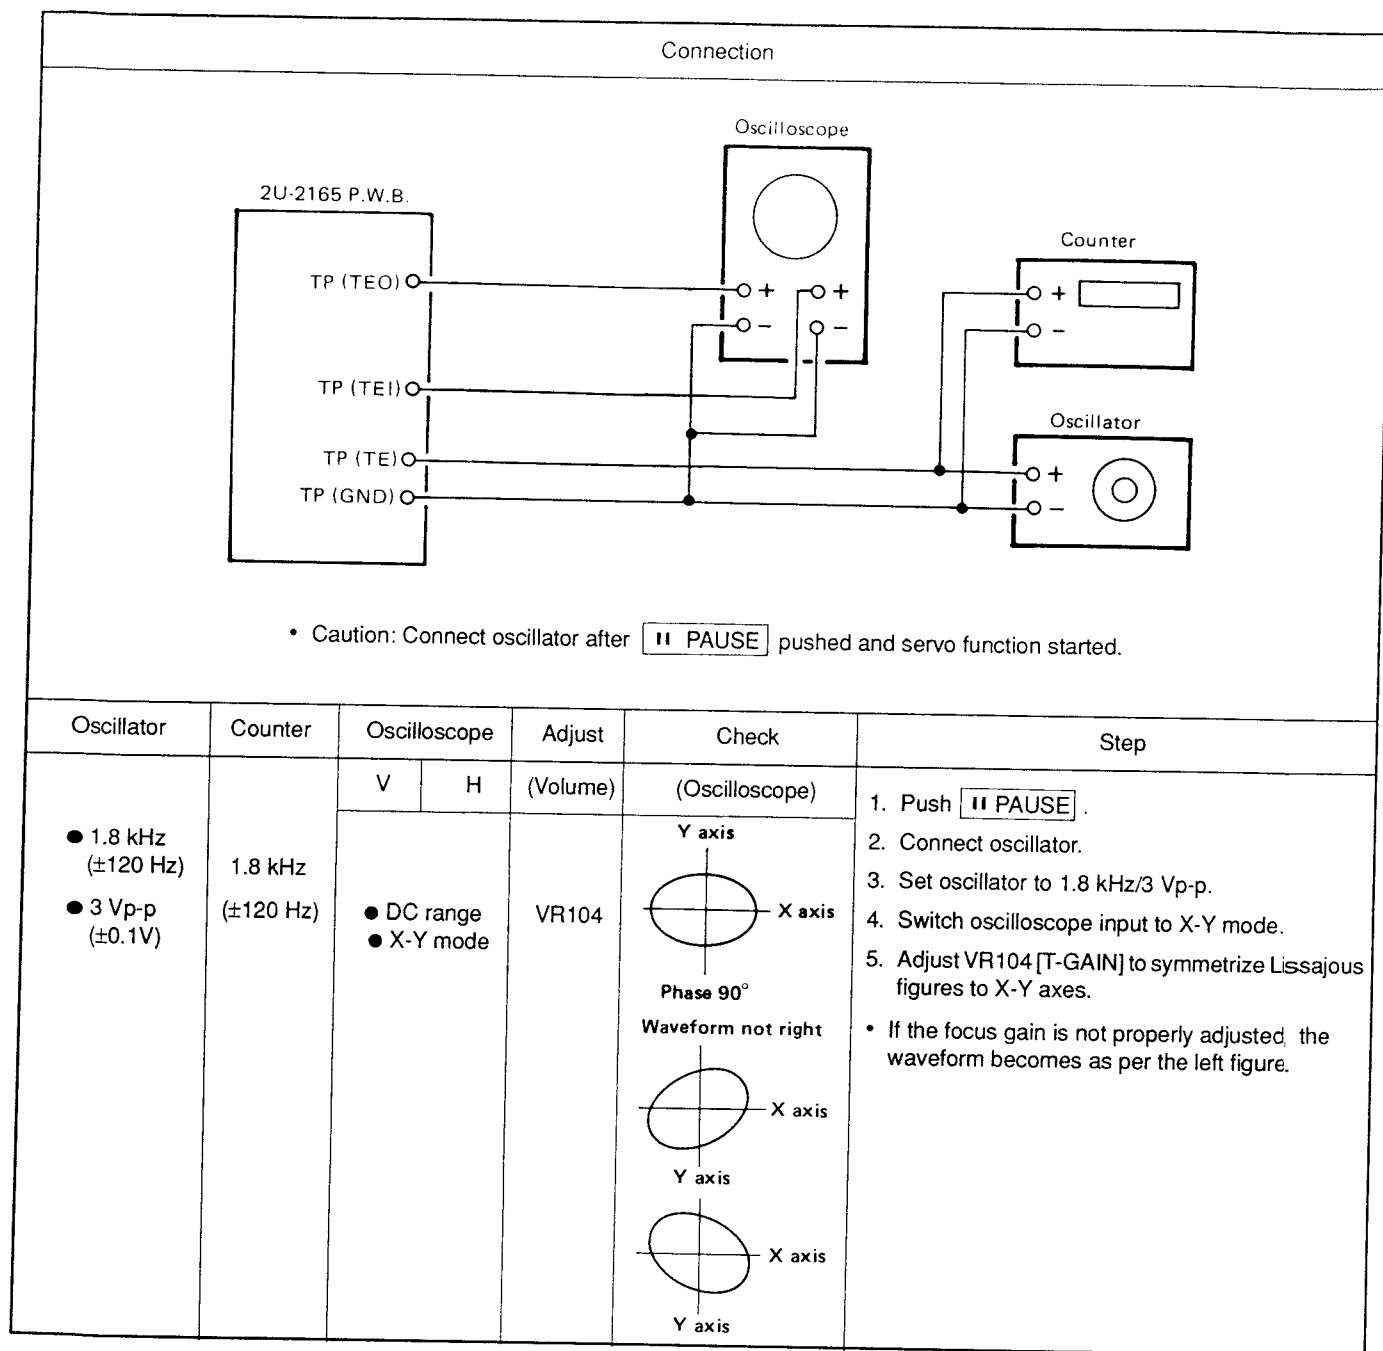 Connection
Oscilloscope
2U-2165 P.W.B.
Counter
TP (TEO)
+ +
+
- -
-
TP (TEI)
Oscillator
TP (TE)
+
TP (GND)
-
• Caution: Connect oscillator after II PAUSE pushed and servo function started.
Oscillator Counter Oscilloscope Adjust Check Step
V H (Volume) (Oscilloscope)
● 1.8 kHz
(±120 Hz)
● 3 Vp-p
(±0.1V)
1.8 kHz
(±120 Hz)
● DC range
● X-Y mode
VR104
Y axis
X axis
Phase 90°
Waveform not right
X axis
Y axis
X axis
Y axis
1. Push II PAUSE .
2. Connect oscillator.
3. Set oscillator to 1.8 kHz/3 Vp-p.
4. Switch oscilloscope input to X-Y mode.
5. Adjust VR104 [T-GAIN] to symmetrize Lissajous
figures to X-Y axes.
• If the focus gain is not properly adjusted, the
waveform becomes as per the left figure.